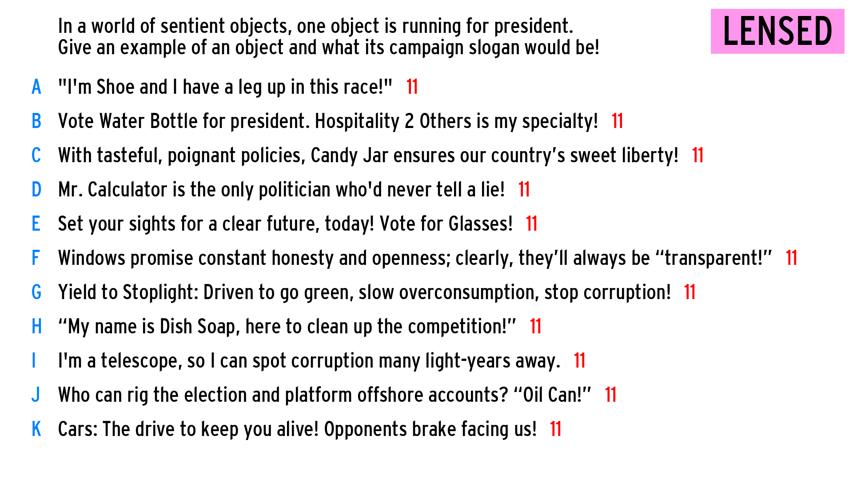 In a world of sentient objects, one object is running for president.
Give an example of an object and what its campaign slogan would be!
LENSED
A "I'm Shoe and I have a leg up in this race!" 11
B Vote Water Bottle for president. Hospitality 2 Others is my specialty! 11
C With tasteful, poignant policies, Candy Jar ensures our country’s sweet liberty! 11
D Mr. Calculator is the only politician who'd never tell a lie! 11
E Set your sights for a clear future, today! Vote for Glasses! 11
F Windows promise constant honesty and openness; clearly, they’ll always be “transparent!” 11
G Yield to Stoplight: Driven to go green, slow overconsumption, stop corruption! 11
H “My name is Dish Soap, here to clean up the competition!” 11
I I'm a telescope, so I can spot corruption many light-years away. 11
J Who can rig the election and platform offshore accounts? “Oil Can!” 11
K Cars: The drive to keep you alive! Opponents brake facing us! 11